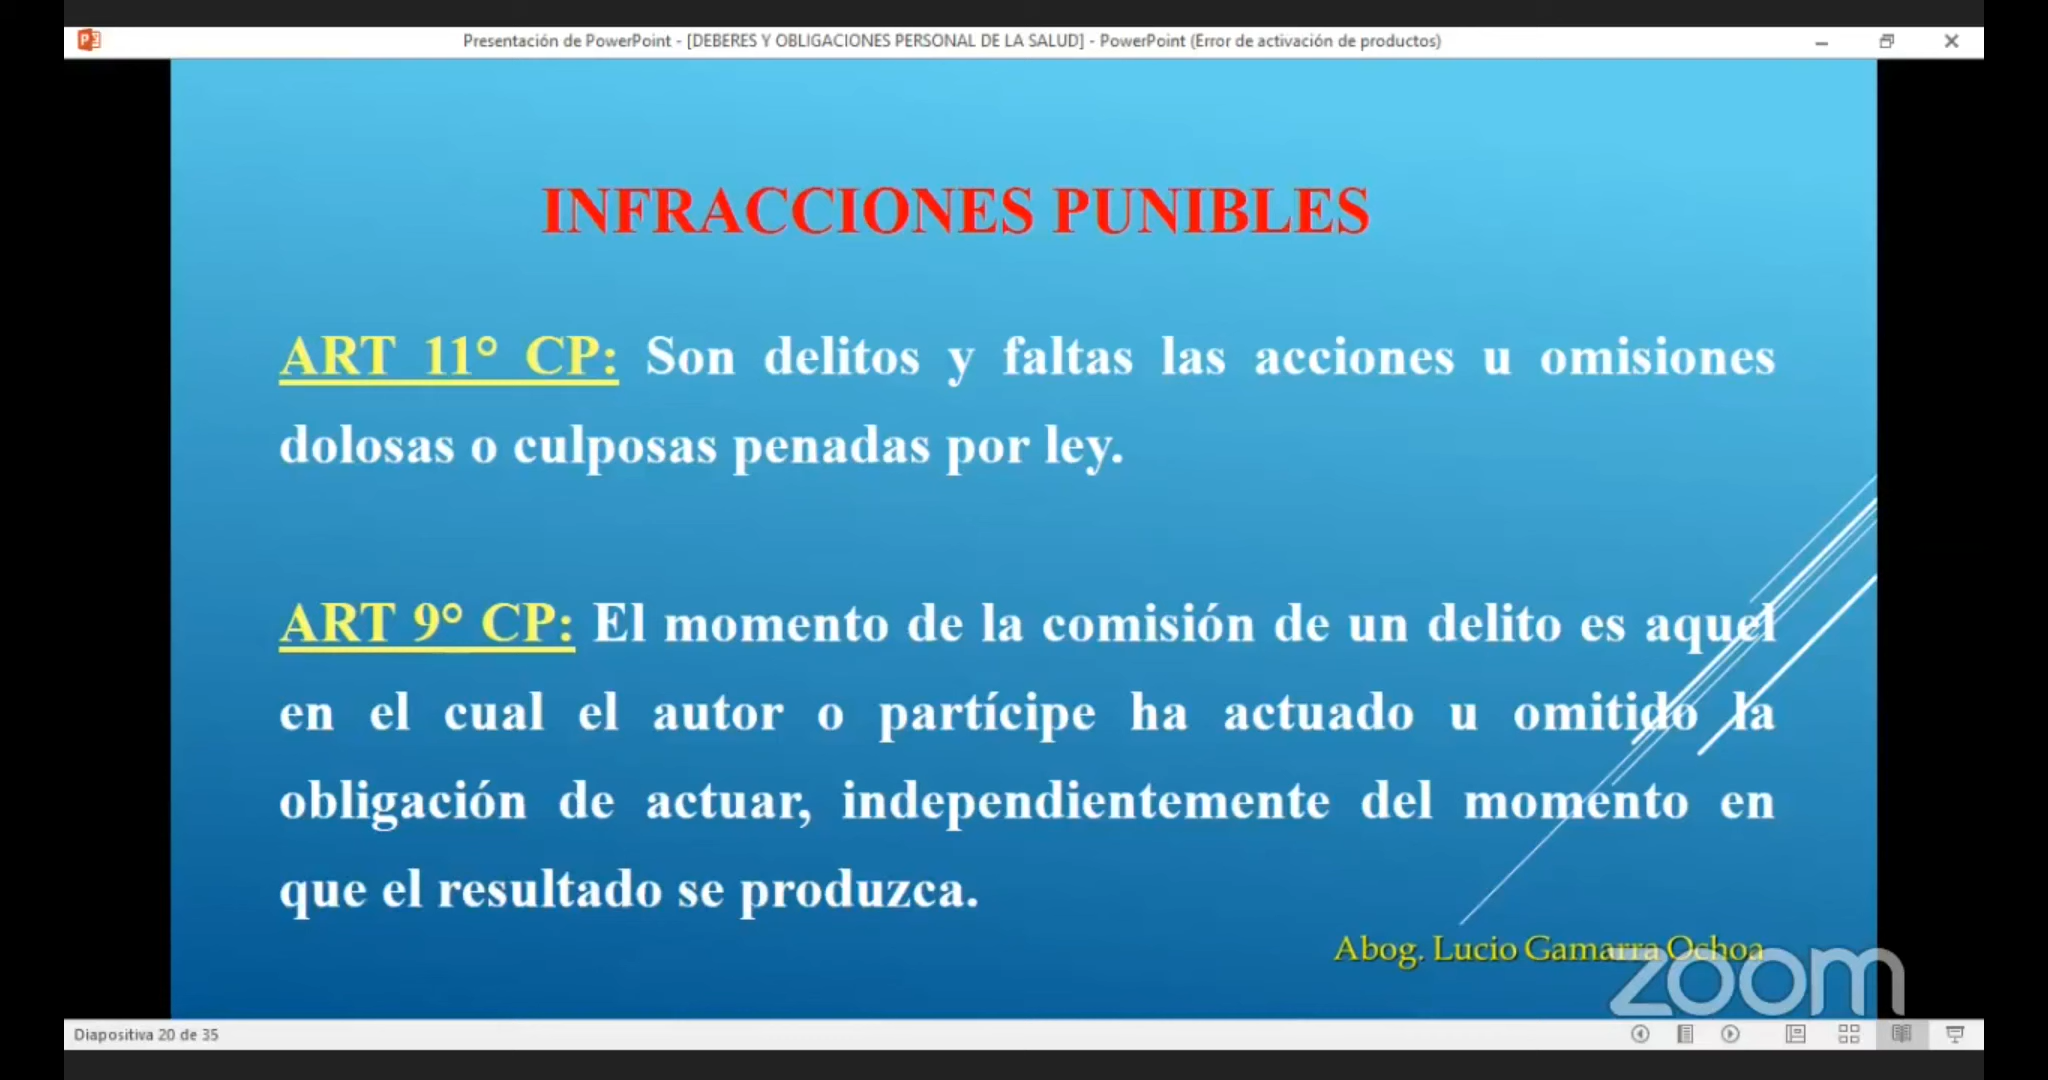 Presentación de PowerPoint - [DEBERES Y OBLIGACIONES PERSONAL DE LA SALUD] - PowerPoint (Error de activación de productos)
INFRACCIONES PUNIBLES
ART 11° CP: Son delitos y faltas las acciones u omisiones
dolosas o culposas penadas por ley.
ART 9° CP: El momento de la comisión de un delito es aquel
en el cual el autor o partícipe ha actuado u omitido la
obligación de actuar, independientemente del momento en
que el resultado se produzca.
Abog. Lucio Gamarra Ochoa
zoom
Diapositiva 20 de 35